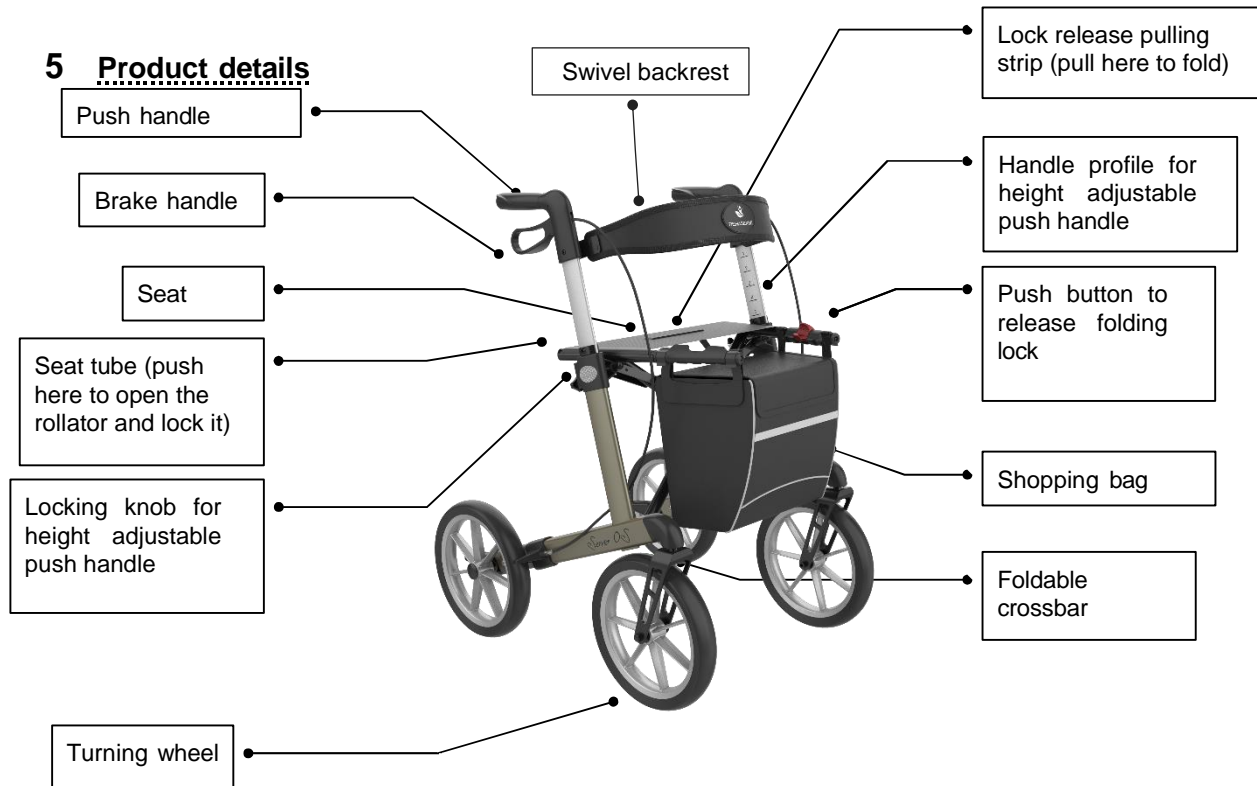 5 Product details
Swivel backrest
Lock release pulling
strip (pull here to fold)
Push handle
Handle profile for
height adjustable
push handle
Brake handle
Seat
Push button to
release folding
lock
Seat tube (push
here to open the
rollator and lock it)
Shopping bag
Locking knob for
height adjustable
push handle
Foldable
crossbar
Turning wheel